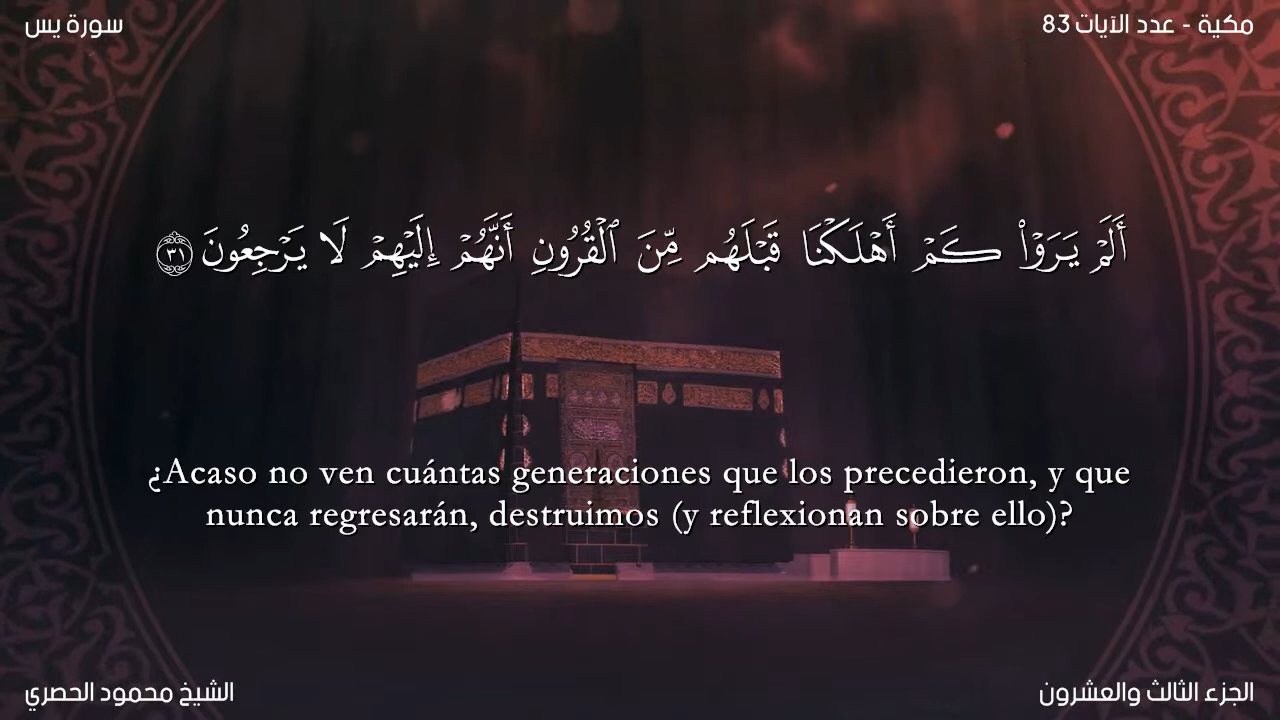 مكية - عدد الآيات 83
سورة يس
أَلَمْ يَرَوْا۟ كَمْ أَهْلَكْنَا قَبْلَهُم مِّنَ ٱلْقُرُونِ أَنَّهُمْ إِلَيْهِمْ لَا يَرْجِعُونَ ٣١
¿Acaso no ven cuántas generaciones que los precedieron, y que
nunca regresarán, destruimos (y reflexionan sobre ello)?
الجزء الثالث والعشرون
الشيخ محمود الحصري